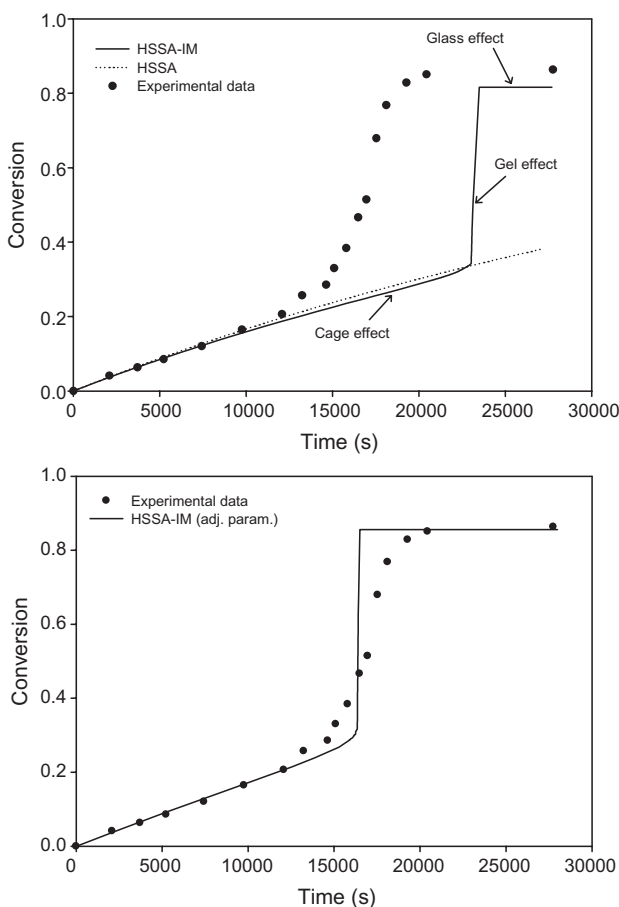 1.0
0.8
0.6
0.4
0.2
0.0
Conversion
HSSA-IM
HSSA
Experimental data
Glass effect
Gel effect
Cage effect
0 5000 10000 15000 20000 25000 30000
Time (s)
1.0
0.8
0.6
0.4
0.2
0.0
Conversion
Experimental data
HSSA-IM (adj. param.)
0 5000 10000 15000 20000 25000 30000
Time (s)